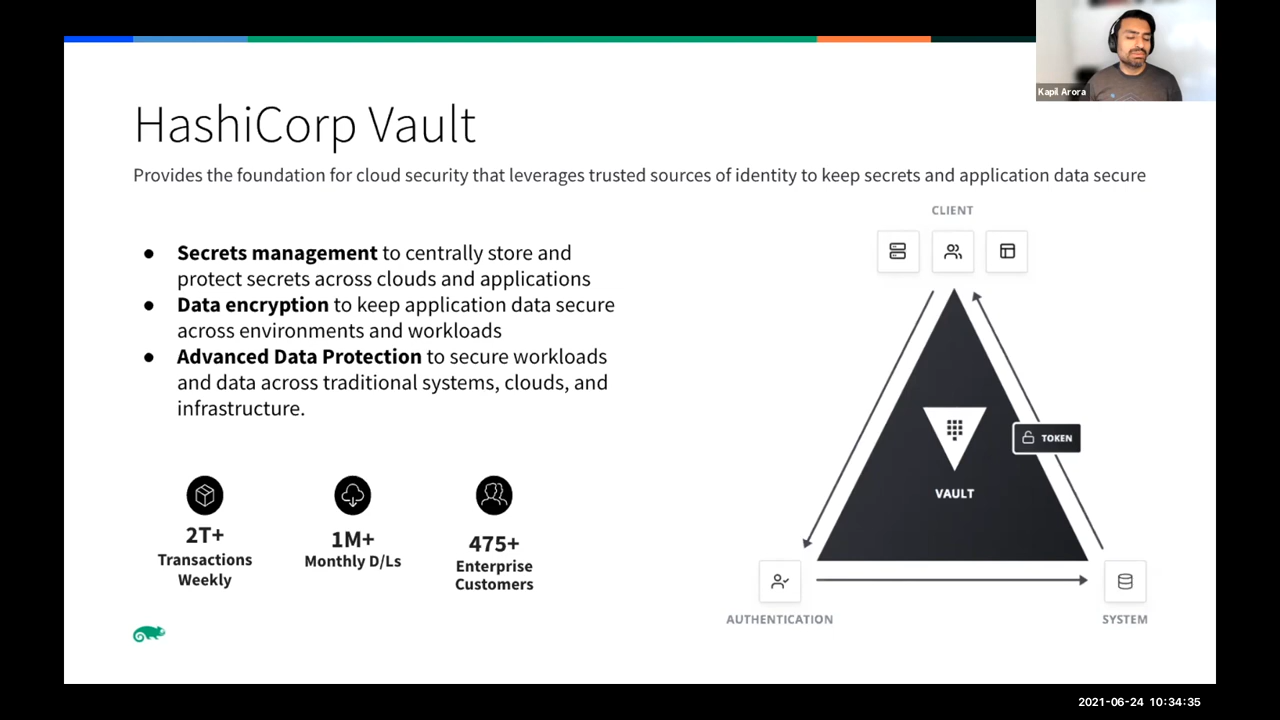 Kapil Arora
HashiCorp Vault
Provides the foundation for cloud security that leverages trusted sources of identity to keep secrets and application data secure
● Secrets management to centrally store and
protect secrets across clouds and applications
● Data encryption to keep application data secure
across environments and workloads
● Advanced Data Protection to secure workloads
and data across traditional systems, clouds, and
infrastructure.
2T+
Transactions
Weekly
1M+
Monthly D/Ls
475+
Enterprise
Customers
CLIENT
TOKEN
VAULT
AUTHENTICATION
SYSTEM
2021-06-24 10:34:35